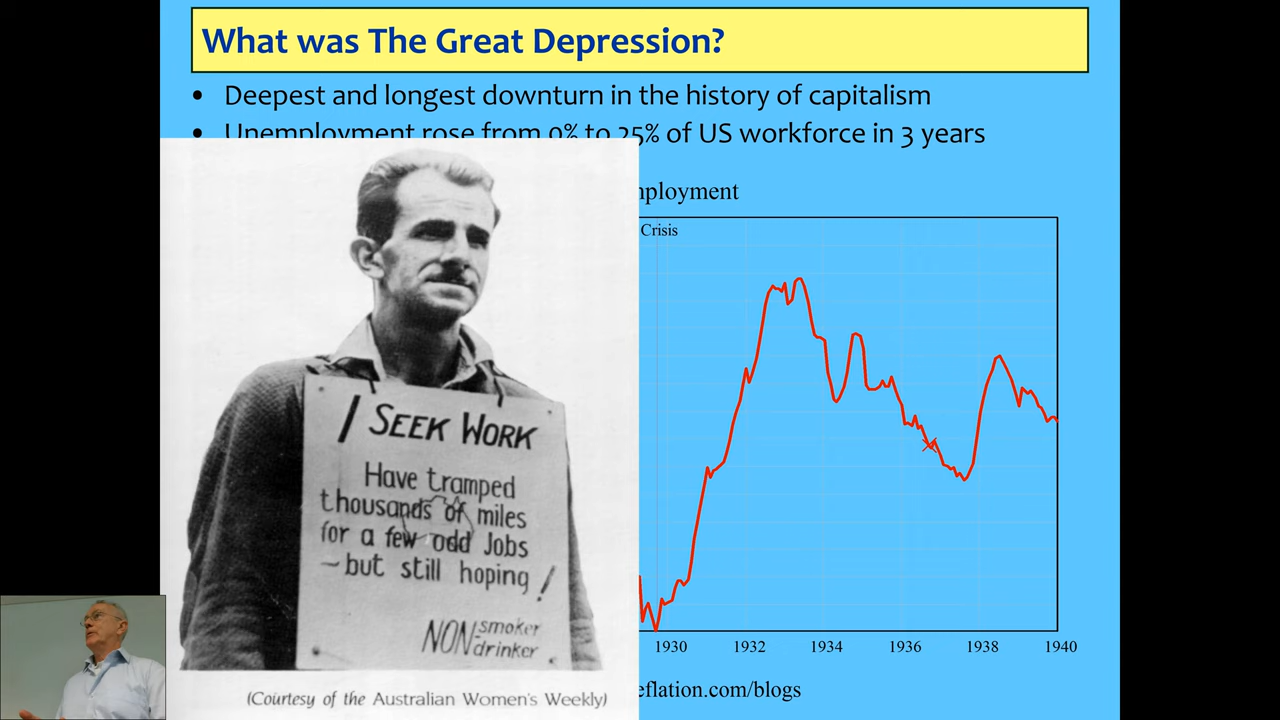 What was The Great Depression?
• Deepest and longest downturn in the history of capitalism
• Unemployment rose from 0% to 25% of US workforce in 3 years
nployment
Crisis
I SEEK WORK
Have tramped
thousands of miles
for a few odd Jobs
~but still hoping!
NON-smoker
drinker
(Courtesy of the Australian Women's Weekly)
1930 1932 1934 1936 1938 1940
eflation.com/blogs